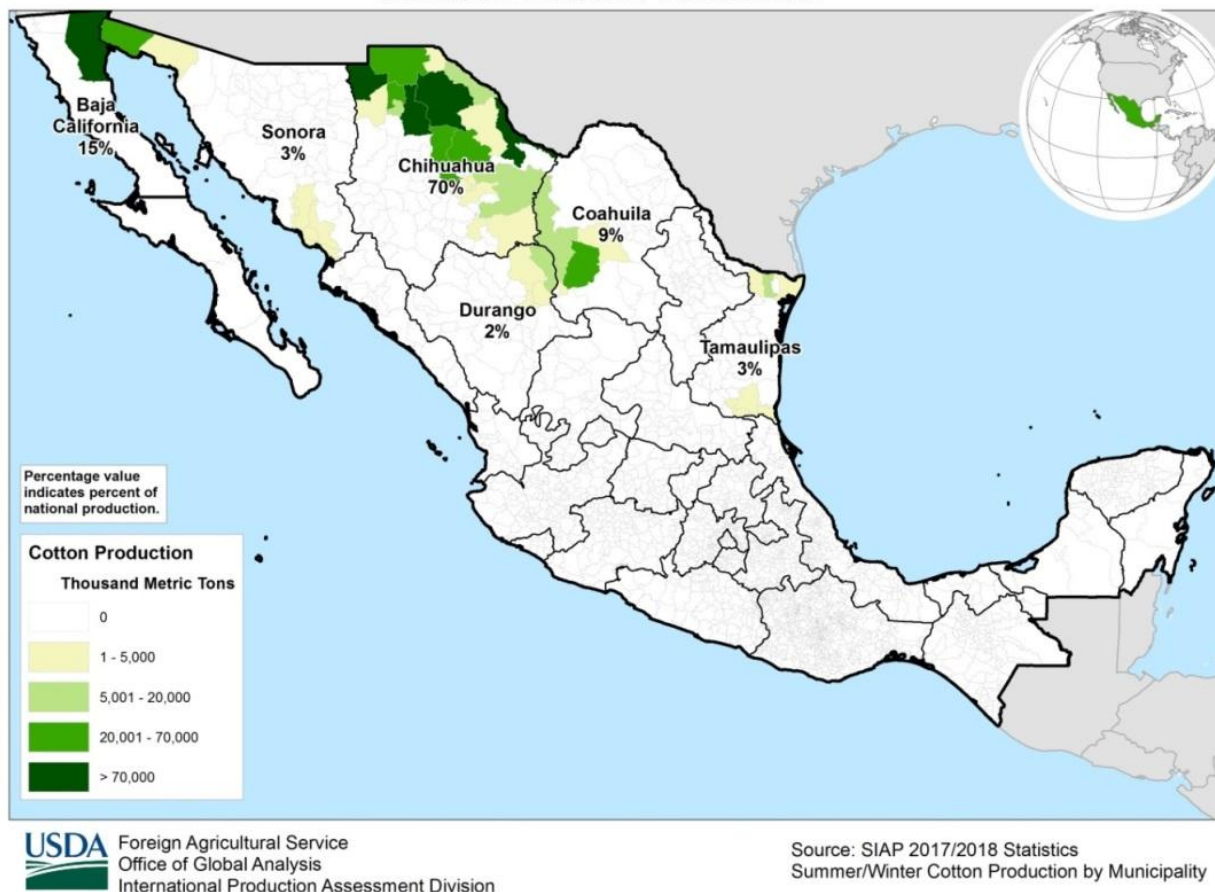 Baja
California
15%
Sonora
3%
Chihuahua
70%
Coahuila
9%
Durango
2%
Tamaulipas
3%
Percentage value
indicates percent of
national production.
Cotton Production
Thousand Metric Tons
0
1 - 5,000
5,001 - 20,000
20,001 - 70,000
> 70,000
USDA
Foreign Agricultural Service
Office of Global Analysis
International Production Assessment Division
Source: SIAP 2017/2018 Statistics
Summer/Winter Cotton Production by Municipality